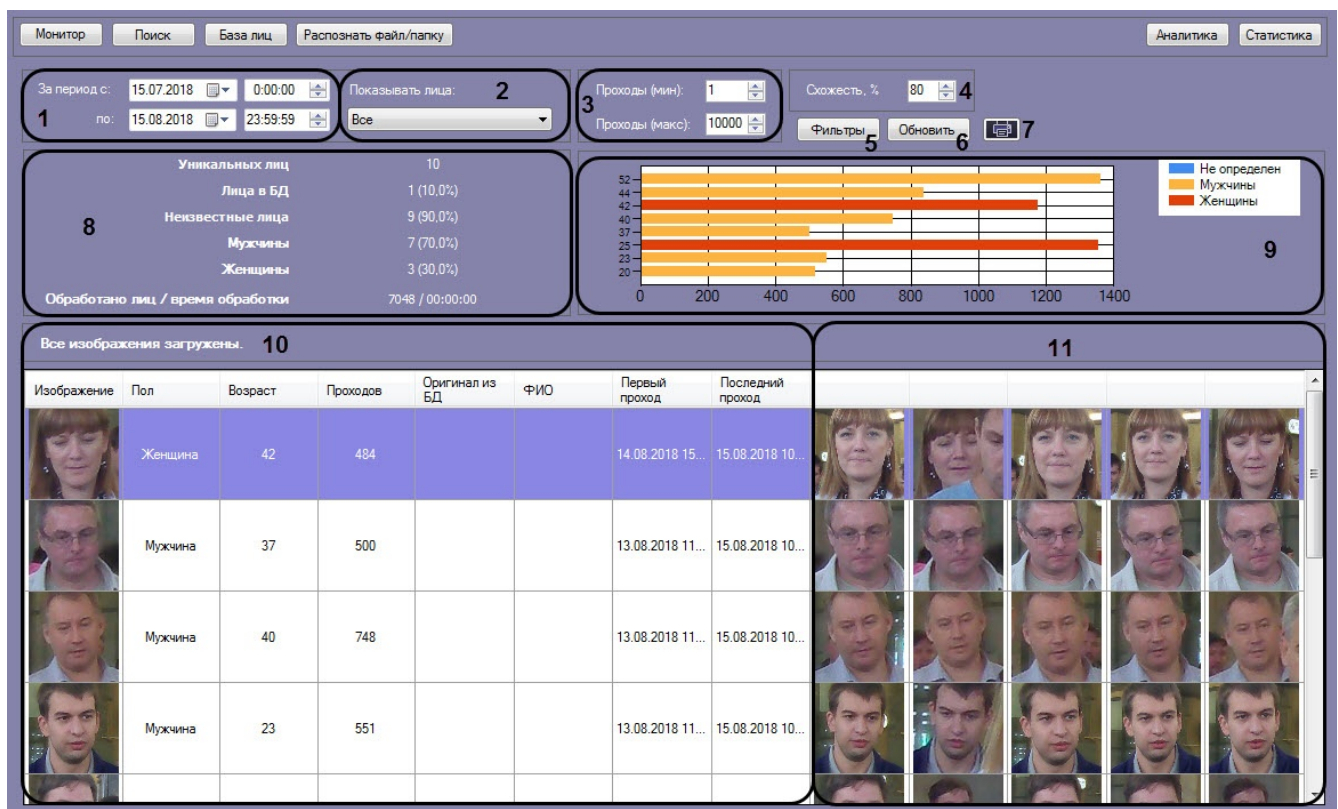 Монитор Поиск База лиц Распознать файл/папку Аналитика Статистика
За период с: 15.07.2018 0:00:00 Показывать лица: 2 Проходы (мин): 1 Схожесть, % 80 4
1 по: 15.08.2018 23:59:59 Все 3 Проходы (макс): 10000 Фильтры 5 Обновить 6 7
8
Уникальных лиц 10
Лица в БД 1 (10,0%)
Неизвестные лица 9 (90,0%)
Мужчины 7 (70,0%)
Женщины 3 (30,0%)
Обработано лиц / время обработки 7048 / 00:00:00
52
44
42
40
37
25
23
20
0 200 400 600 800 1000 1200 1400
Не определен
Мужчины
Женщины
9
Все изображения загружены. 10 11
Изображение Пол Возраст Проходов Оригинал из БД ФИО Первый проход Последний проход
Женщина 42 484 14.08.2018 15... 15.08.2018 10...
Мужчина 37 500 13.08.2018 11... 15.08.2018 10...
Мужчина 40 748 13.08.2018 11... 15.08.2018 10...
Мужчина 23 551 13.08.2018 11... 15.08.2018 10...